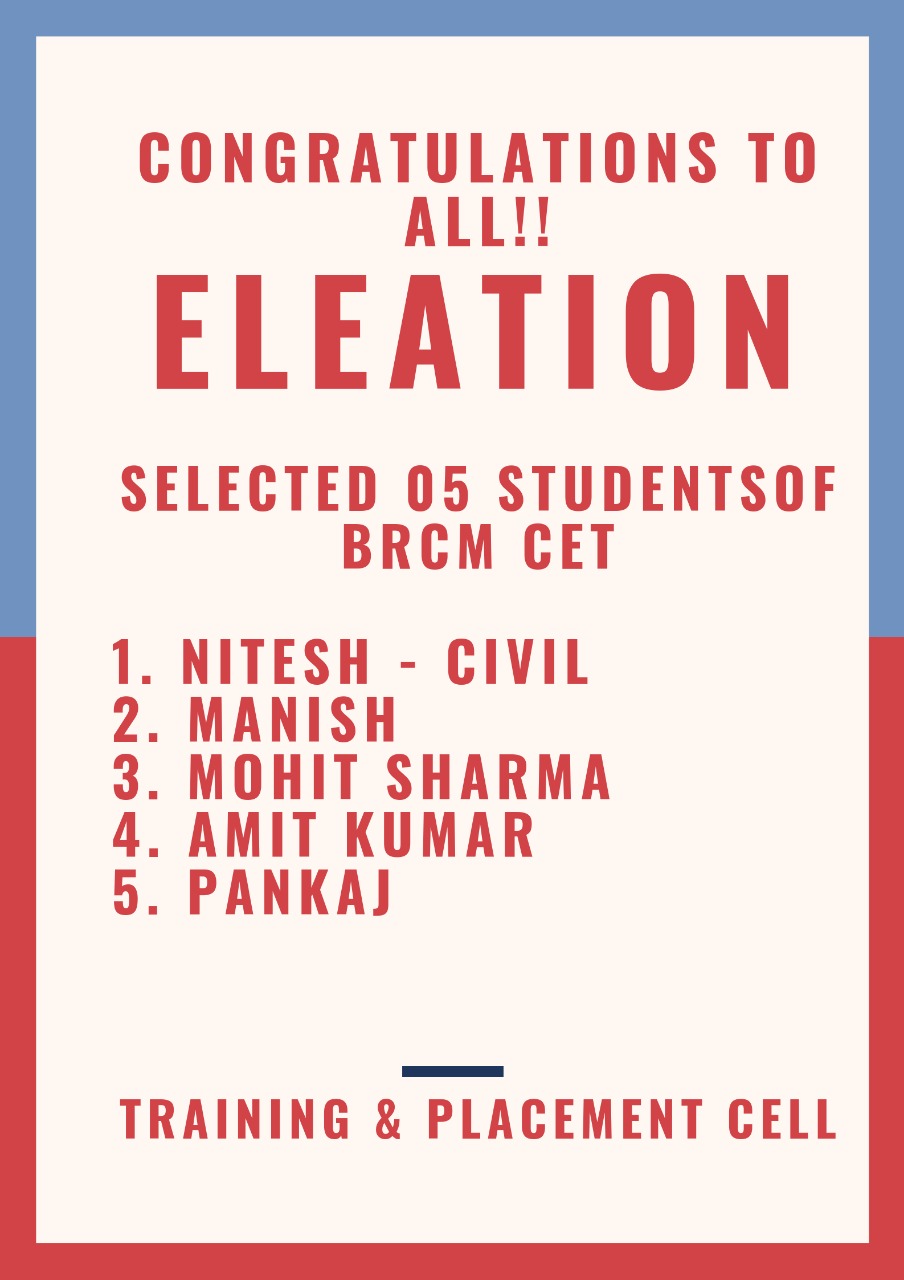 CONGRATULATIONS TO
ALL!!
ELEATION
SELECTED 05 STUDENTSOF
BRCM CET
1. NITESH - CIVIL
2. MANISH
3. MOHIT SHARMA
4. AMIT KUMAR
5. PANKAJ
TRAINING & PLACEMENT CELL